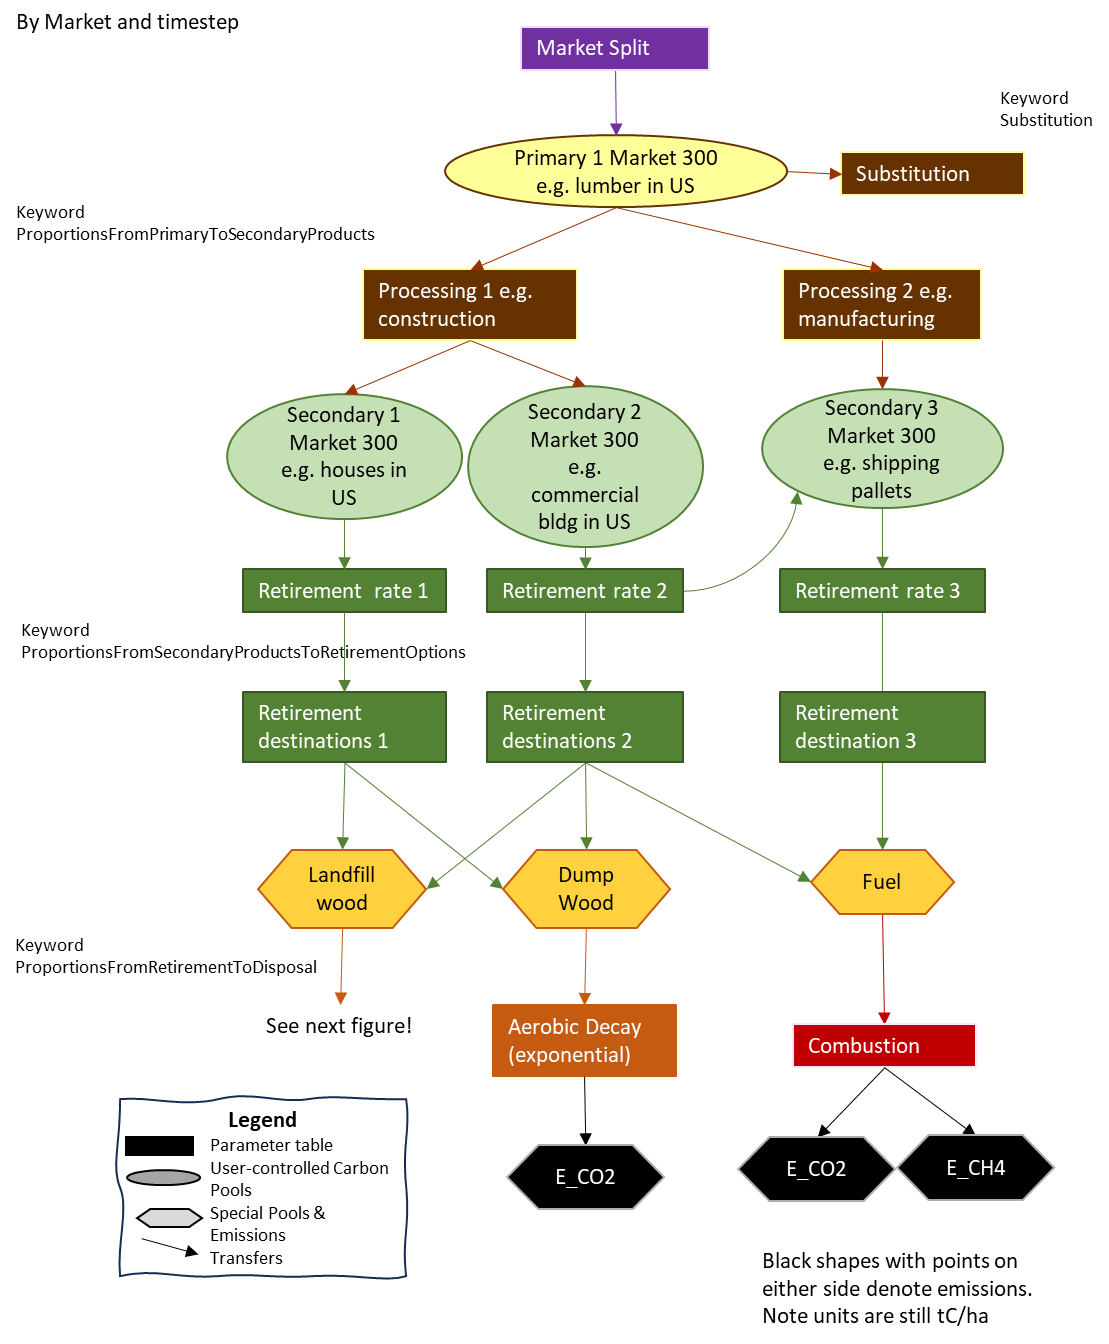 By Market and timestep
Market Split
Keyword
Substitution
Primary 1 Market 300
e.g. lumber in US
Substitution
Keyword
ProportionsFromPrimaryToSecondaryProducts
Processing 1 e.g.
construction
Processing 2 e.g.
manufacturing
Secondary 1
Market 300
e.g. houses in
US
Secondary 2
Market 300
e.g.
commercial
bldg in US
Secondary 3
Market 300
e.g. shipping
pallets
Retirement rate 1
Retirement rate 2
Retirement rate 3
Keyword
ProportionsFromSecondaryProductsToRetirementOptions
Retirement
destinations 1
Retirement
destinations 2
Retirement
destination 3
Landfill
wood
Dump
Wood
Fuel
Keyword
ProportionsFromRetirementToDisposal
See next figure!
Aerobic Decay
(exponential)
Combustion
E_CO2
E_CO2
E_CH4
Legend
Parameter table
User-controlled Carbon
Pools
Special Pools &
Emissions
Transfers
Black shapes with points on
either side denote emissions.
Note units are still tC/ha